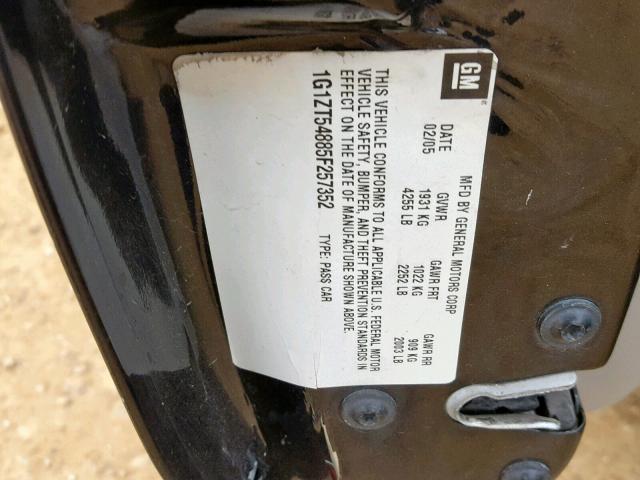 GM
MFD BY GENERAL MOTORS CORP
DATE GVWR GAWR FRT GAWR RR
02/05 1931 KG 1022 KG 909 KG
4255 LB 2252 LB 2003 LB
THIS VEHICLE CONFORMS TO ALL APPLICABLE U.S. FEDERAL MOTOR
VEHICLE SAFETY, BUMPER, AND THEFT PREVENTION STANDARDS IN
EFFECT ON THE DATE OF MANUFACTURE SHOWN ABOVE.
1G1ZT54885F257352 TYPE: PASS CAR